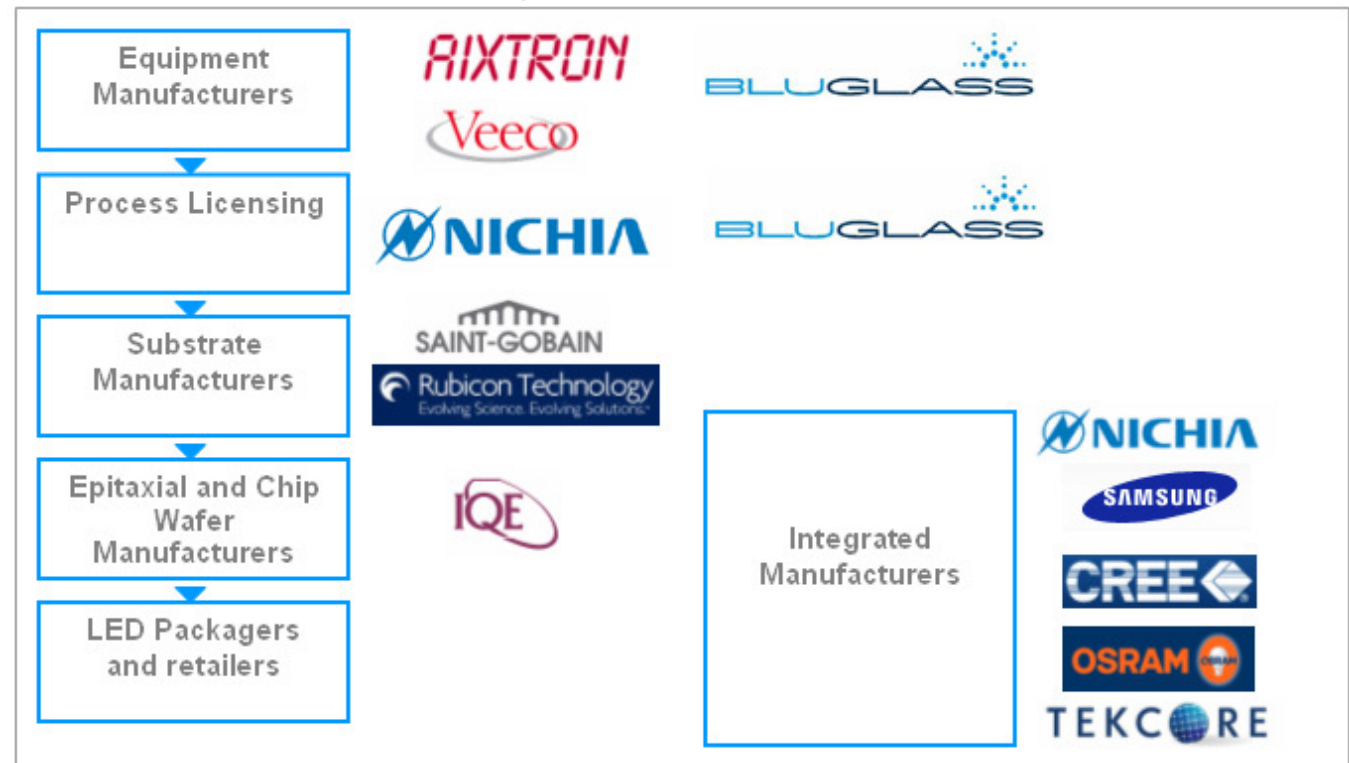 Equipment
Manufacturers
AIXTRON
Veeco
BLUGLASS
Process Licensing
NICHIA
BLUGLASS
Substrate
Manufacturers
SAINT-GOBAIN
Rubicon Technology
Evolving Science. Evolving Solutions.
Epitaxial and Chip
Wafer
Manufacturers
IQE
LED Packagers
and retailers
Integrated
Manufacturers
NICHIA
SAMSUNG
CREE
OSRAM
OSRAM
TEKCORE